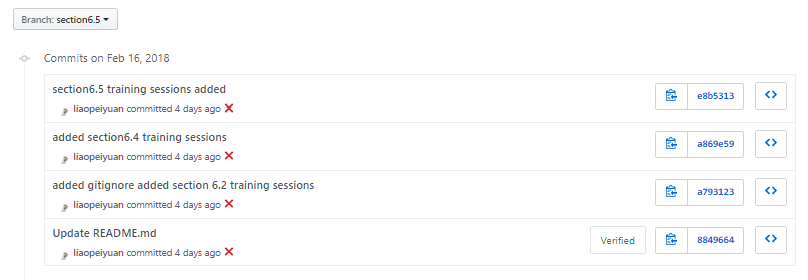 Branch: section6.5
Commits on Feb 16, 2018
section6.5 training sessions added
liaopeiyuan committed 4 days ago
e8b5313
added section6.4 training sessions
liaopeiyuan committed 4 days ago
a869e59
added gitignore added section 6.2 training sessions
liaopeiyuan committed 4 days ago
a793123
Update README.md
liaopeiyuan committed 4 days ago
Verified
8849664